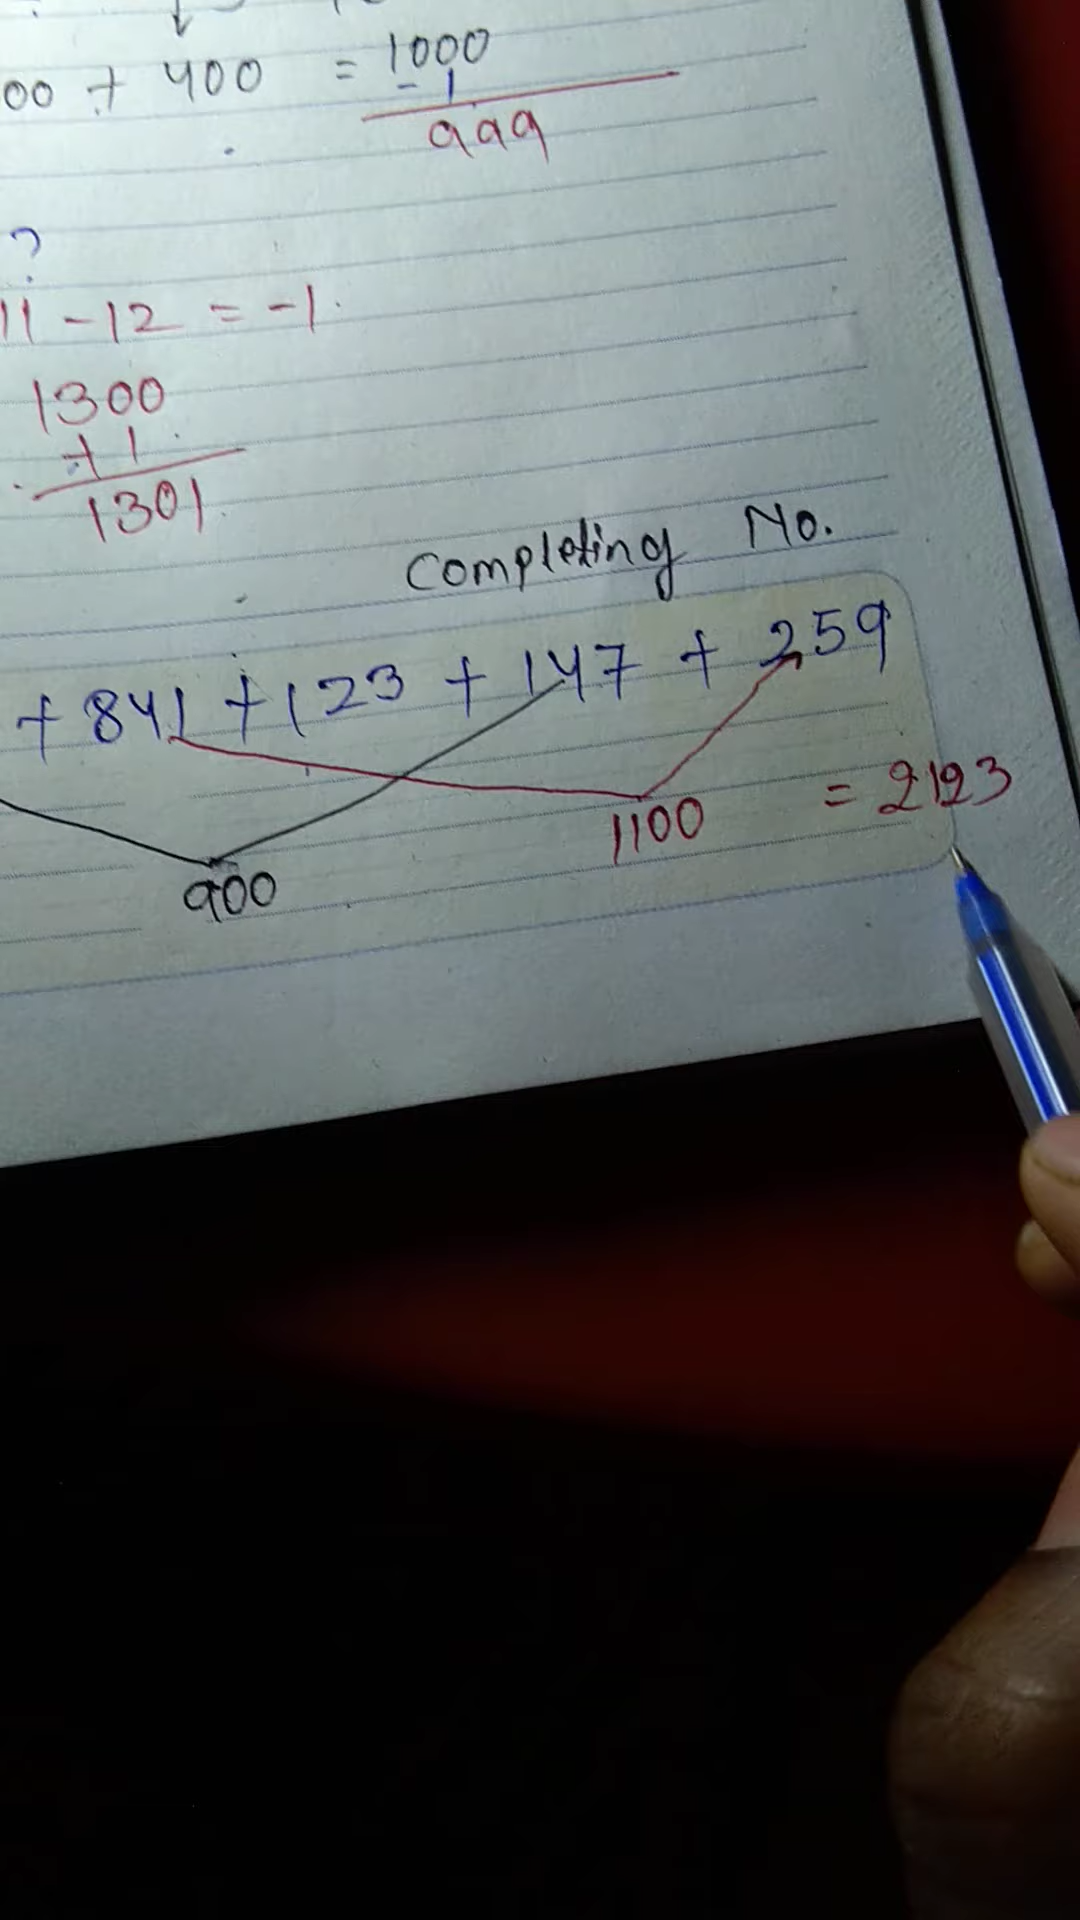 00 + 400 = 1000
- 1
999
?
11 - 12 = -1
1300
+ 1
1301
Completing No.
+ 841 + 123 + 147 + 259
1100 = 2123
900